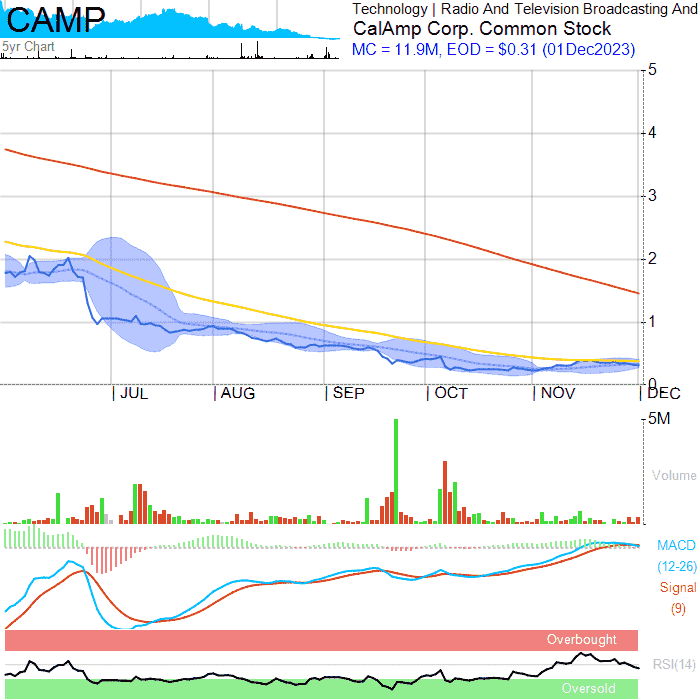 CAMP
Technology | Radio And Television Broadcasting And
CalAmp Corp. Common Stock
5yr Chart
MC = 11.9M, EOD = $0.31 (01Dec2023)
5
4
3
2
1
0
JUL AUG SEP OCT NOV DEC
5M
Volume
MACD
(12-26)
Signal
(9)
Overbought
RSI(14)
Oversold